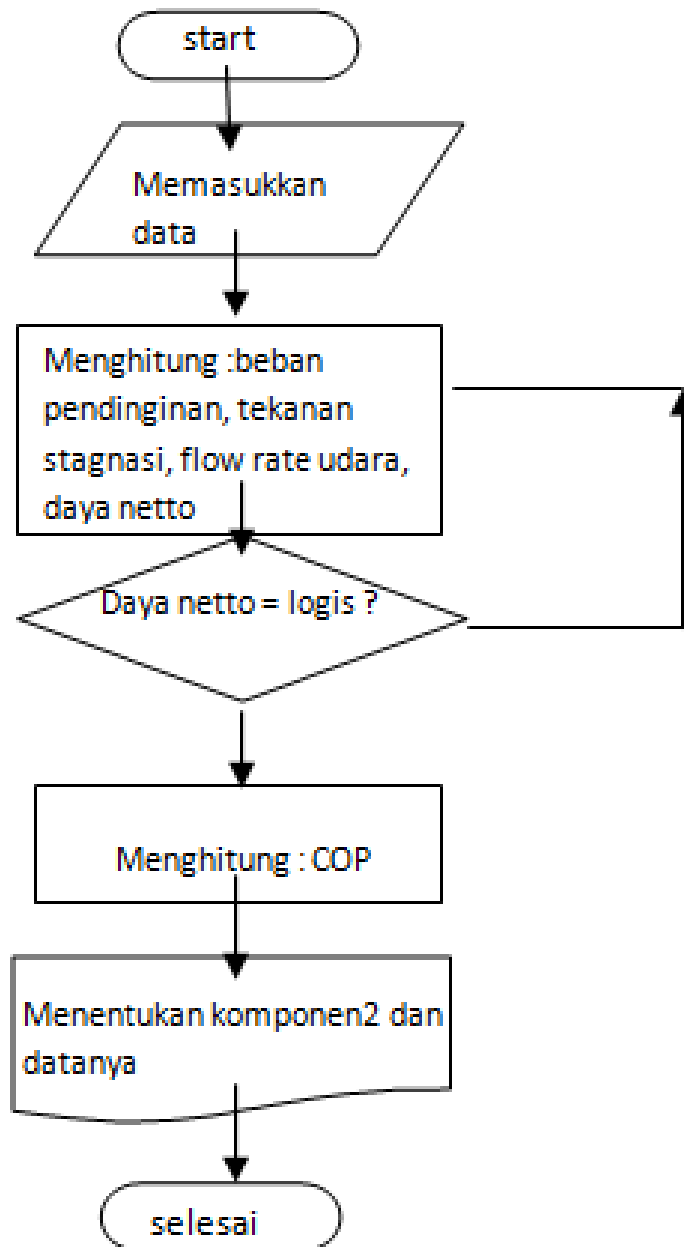 start
Memasukkan
data
Menghitung :beban
pendinginan, tekanan
stagnasi, flow rate udara,
daya netto
Daya netto = logis ?
Menghitung : COP
Menentukan komponen2 dan
datanya
selesai